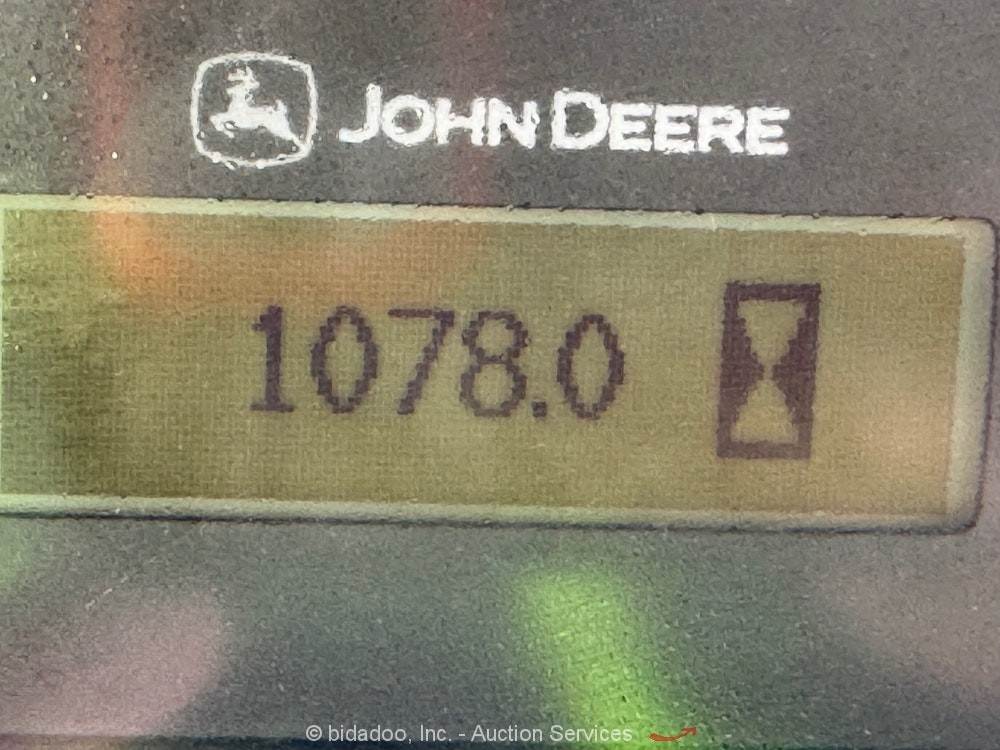 JOHN DEERE
1078.0
© bidadoo, Inc. - Auction Services